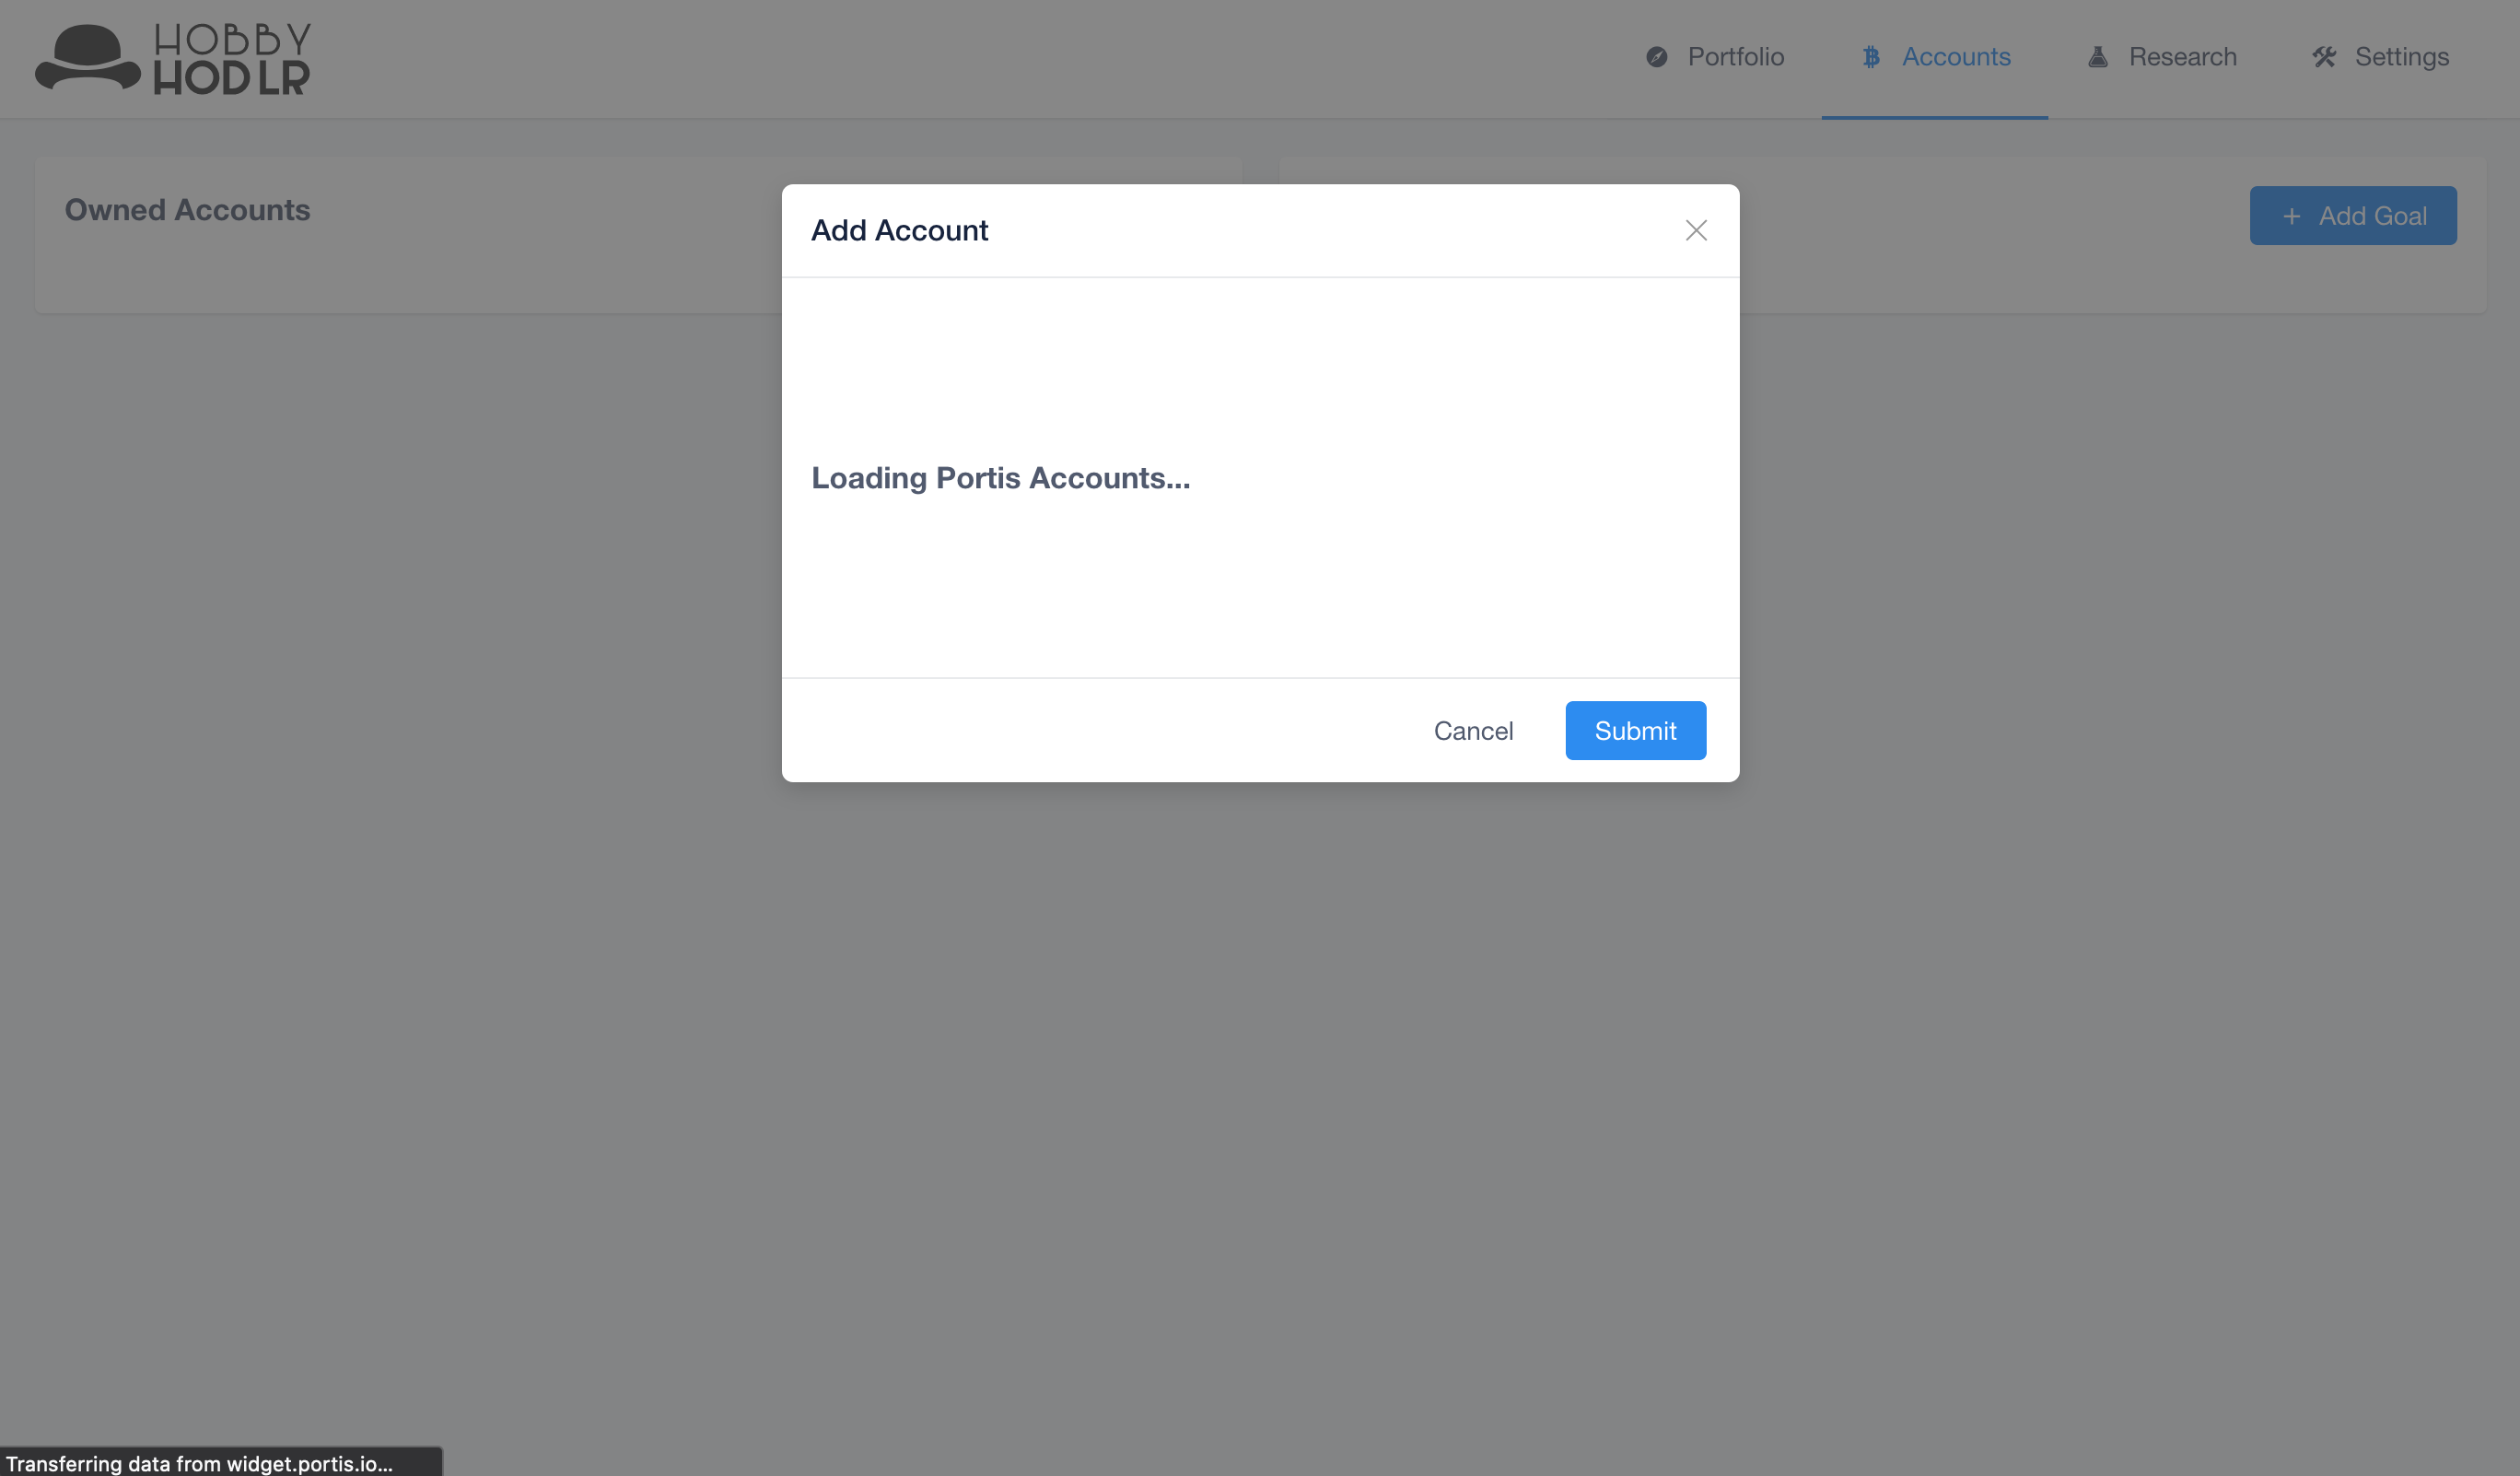 HOBBY
HODLR
Portfolio
Accounts
Research
Settings
Owned Accounts
+ Add Goal
Add Account
Loading Portis Accounts...
Cancel
Submit
Transferring data from widget.portis.io...